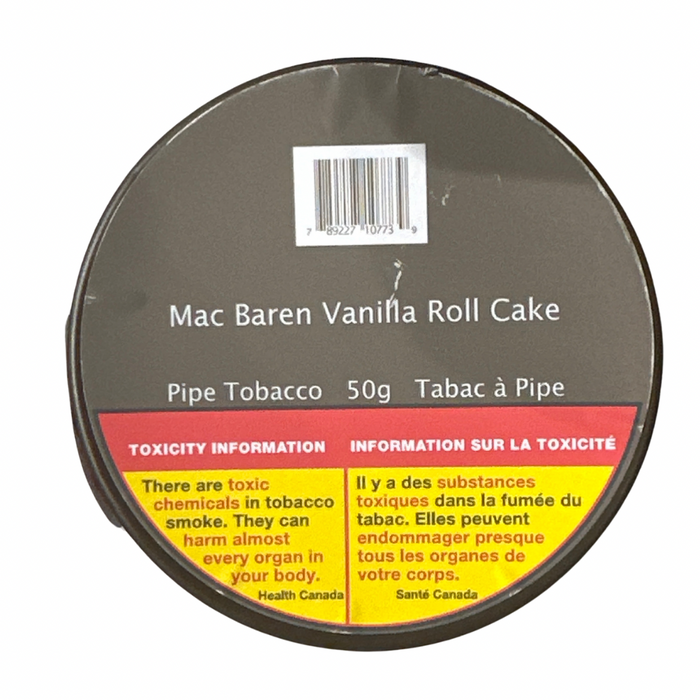 7 89227 10773 9
Mac Baren Vanilla Roll Cake
Pipe Tobacco 50g Tabac à Pipe
TOXICITY INFORMATION
There are toxic
chemicals in tobacco
smoke. They can
harm almost
every organ in
your body.
Health Canada
INFORMATION SUR LA TOXICITÉ
Il y a des substances
toxiques dans la fumée du
tabac. Elles peuvent
endommager presque
tous les organes de
votre corps.
Santé Canada